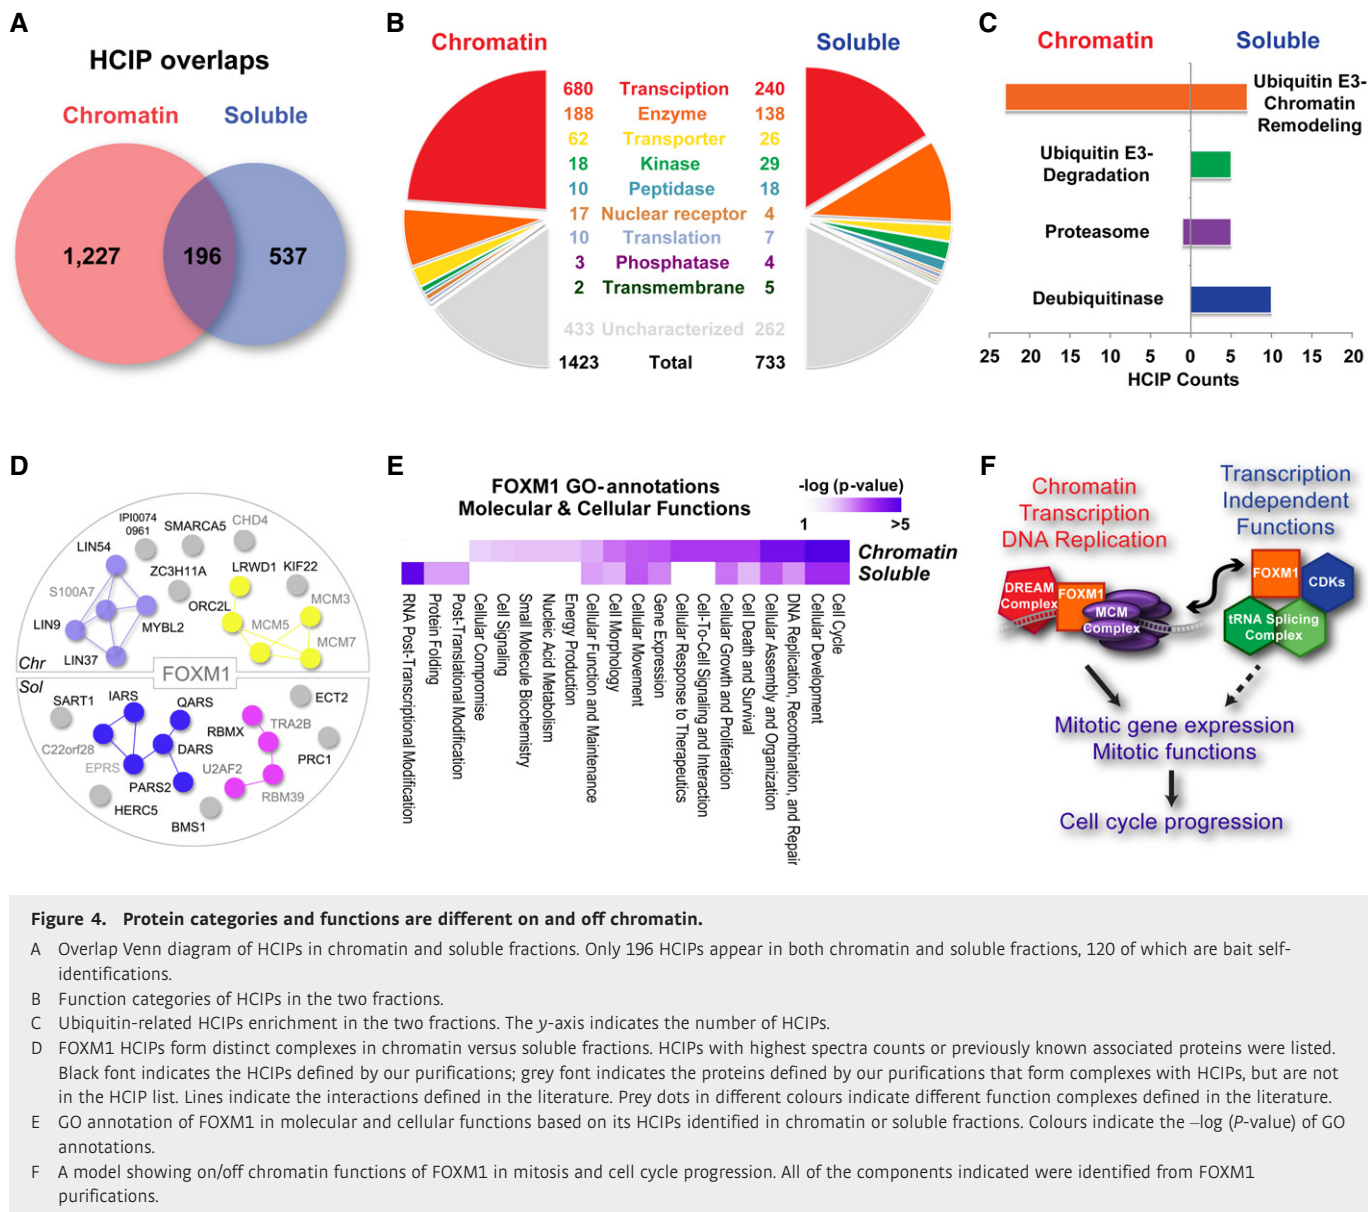 A
HCIP overlaps
Chromatin
Soluble
1,227
196
537
B
Chromatin
Soluble
680 Transciption 240
188 Enzyme 138
62 Transporter 26
18 Kinase 29
10 Peptidase 18
17 Nuclear receptor 4
10 Translation 7
3 Phosphatase 4
2 Transmembrane 5
433 Uncharacterized 262
1423 Total 733
C
Chromatin
Soluble
Ubiquitin E3-
Chromatin
Remodeling
Ubiquitin E3-
Degradation
Proteasome
Deubiquitinase
25 20 15 10 5 0 5 10 15 20
HCIP Counts
D
IPI0074
0961
SMARCA5
CHD4
LIN54
ZC3H11A
LRWD1
KIF22
S100A7
ORC2L
MCM3
LIN9
MYBL2
MCM5
MCM7
LIN37
Chr
FOXM1
Sol
SART1
IARS
QARS
ECT2
RBMX
TRA2B
C22orf28
DARS
PRC1
EPRS
U2AF2
PARS2
RBM39
HERC5
BMS1
E
FOXM1 GO-annotations
Molecular & Cellular Functions
-log (p-value)
1 >5
Chromatin
Soluble
RNA Post-Transcriptional Modification
Protein Folding
Post-Translational Modification
Cellular Compromise
Cell Signaling
Small Molecule Biochemistry
Nucleic Acid Metabolism
Energy Production
Cellular Function and Maintenance
Cell Morphology
Cellular Movement
Gene Expression
Cellular Response to Therapeutics
Cell-To-Cell Signaling and Interaction
Cellular Growth and Proliferation
Cell Death and Survival
Cellular Assembly and Organization
DNA Replication, Recombination, and Repair
Cellular Development
Cell Cycle
F
Chromatin
Transcription
DNA Replication
Transcription
Independent
Functions
DREAM
Complex
FOXM1
MCM
Complex
FOXM1
CDKs
tRNA Splicing
Complex
Mitotic gene expression
Mitotic functions
Cell cycle progression
Figure 4. Protein categories and functions are different on and off chromatin.
A Overlap Venn diagram of HCIPs in chromatin and soluble fractions. Only 196 HCIPs appear in both chromatin and soluble fractions, 120 of which are bait self-
identifications.
B Function categories of HCIPs in the two fractions.
C Ubiquitin-related HCIPs enrichment in the two fractions. The y-axis indicates the number of HCIPs.
D FOXM1 HCIPs form distinct complexes in chromatin versus soluble fractions. HCIPs with highest spectra counts or previously known associated proteins were listed.
Black font indicates the HCIPs defined by our purifications; grey font indicates the proteins defined by our purifications that form complexes with HCIPs, but are not
in the HCIP list. Lines indicate the interactions defined in the literature. Prey dots in different colours indicate different function complexes defined in the literature.
E GO annotation of FOXM1 in molecular and cellular functions based on its HCIPs identified in chromatin or soluble fractions. Colours indicate the –log (P-value) of GO
annotations.
F A model showing on/off chromatin functions of FOXM1 in mitosis and cell cycle progression. All of the components indicated were identified from FOXM1
purifications.